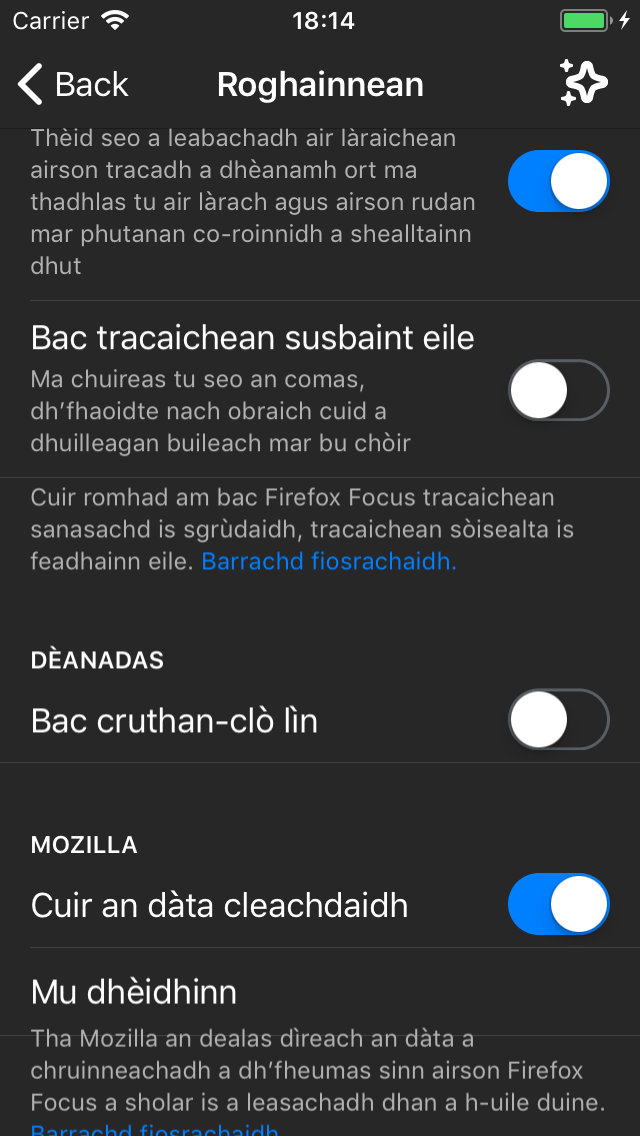 Carrier
18:14
Back
Roghainnean
Thèid seo a leabachadh air làraichean
airson tracadh a dhèanamh ort ma
thadhlas tu air làrach agus airson rudan
mar phutanan co-roinnidh a shealltainn
dhut
Bac tracaichean susbaint eile
Ma chuireas tu seo an comas,
dh’fhaoidte nach obraich cuid a
dhuilleagan buileach mar bu chòir
Cuir romhad am bac Firefox Focus tracaichean
sanasachd is sgrùdaidh, tracaichean sòisealta is
feadhainn eile. Barrachd fiosrachaidh.
DÈANADAS
Bac cruthan-clò lìn
MOZILLA
Cuir an dàta cleachdaidh
Mu dhèidhinn
Tha Mozilla an dealas dìreach an dàta a
chruinneachadh a dh’fheumas sinn airson Firefox
Focus a sholar is a leasachadh dhan a h-uile duine.
Barrachd fiosrachaidh